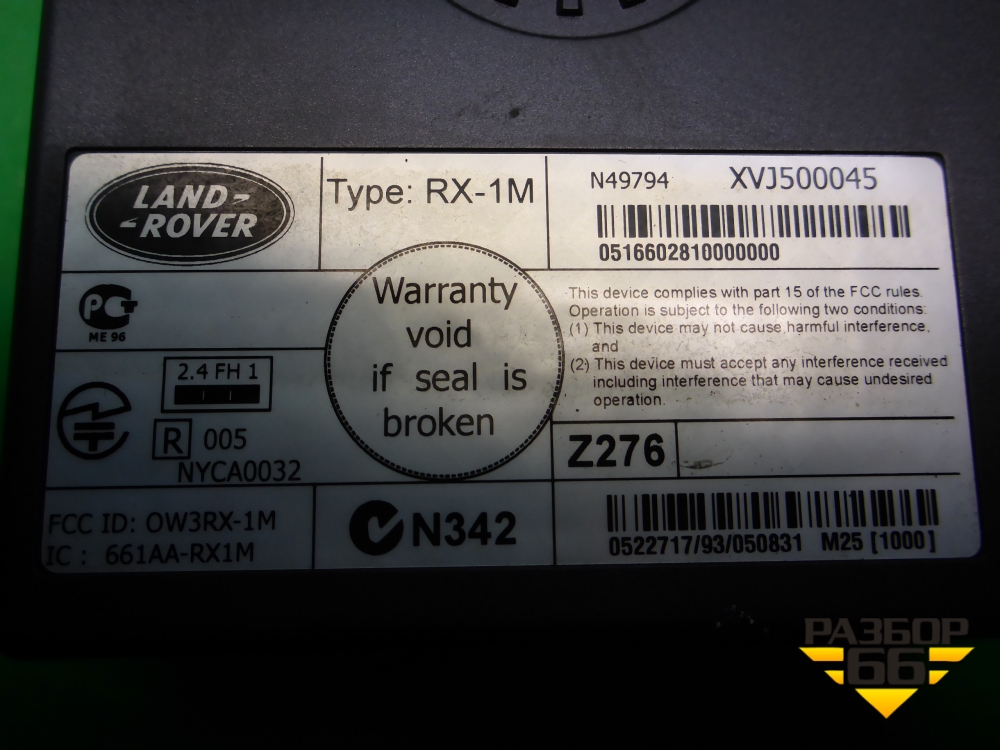 LAND-
-ROVER
Type: RX-1M
N49794 XVJ500045
0516602810000000
РСТ
ME 96
Warranty
void
if seal is
broken
This device complies with part 15 of the FCC rules.
Operation is subject to the following two conditions:
(1) This device may not cause harmful interference,
and
(2) This device must accept any interference received
including interference that may cause undesired
operation.
2.4 FH 1
R 005
NYCA0032
Z276
FCC ID: OW3RX-1M
IC : 661AA-RX1M
N342
0522717/93/050831 M25 [1000]
РАЗБОР
66